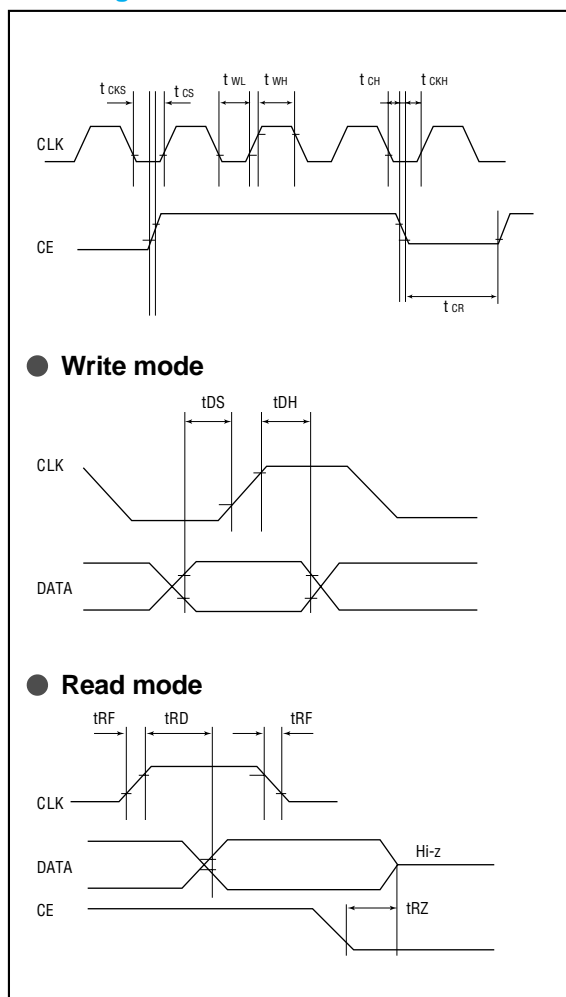 t CKS t CS t WL t WH t CH t CKH
CLK
CE
t CR
● Write mode
tDS tDH
CLK
DATA
● Read mode
tRF tRD tRF
CLK
DATA Hi-z
CE tRZ